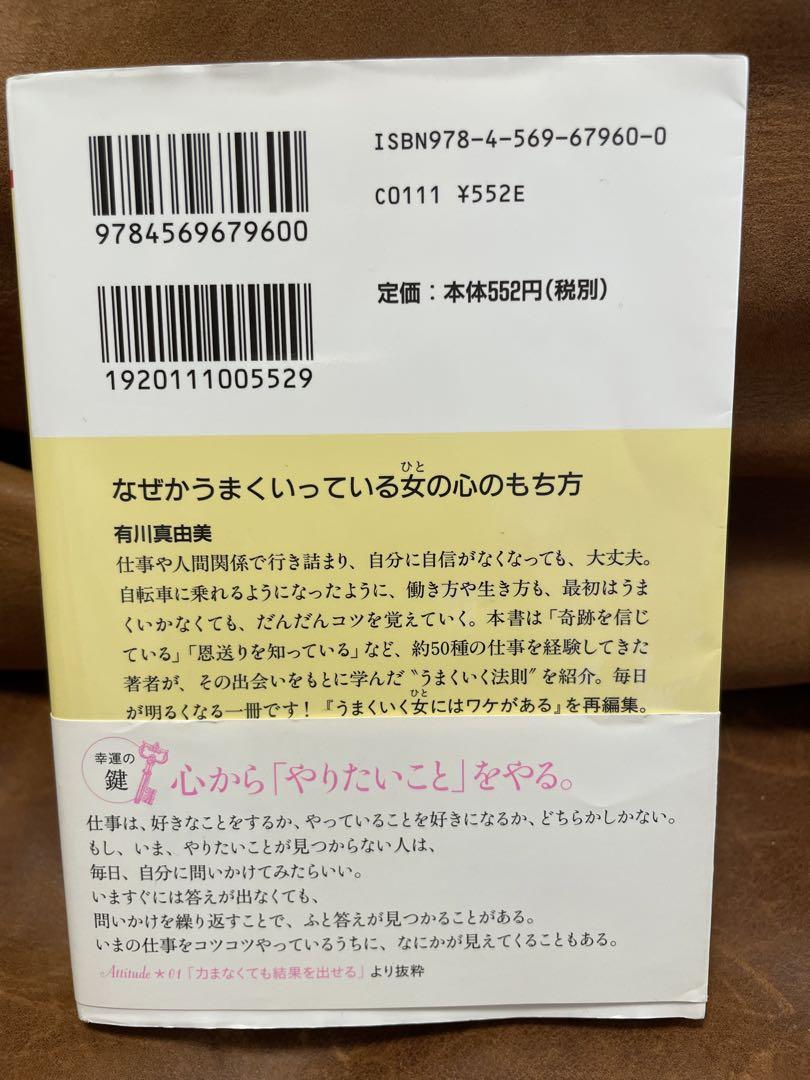 ISBN978-4-569-67960-0
C0111 ¥552E
9784569679600
定価：本体552円(税別)
1920111005529
なぜかうまくいっている女の心のもち方
ひと
有川真由美
仕事や人間関係で行き詰まり、自分に自信がなくなっても、大丈夫。
自転車に乗れるようになったように、働き方や生き方も、最初はうま
くいかなくても、だんだんコツを覚えていく。本書は「奇跡を信じ
ている」「恩送りを知っている」など、約50種の仕事を経験してきた
著者が、その出会いをもとに学んだ〝うまくいく法則〟を紹介。毎日
が明るくなる一冊です！『うまくいく女にはワケがある』を再編集。
ひと
幸運の
鍵
心から「やりたいこと」をやる。
仕事は、好きなことをするか、やっていることを好きになるか、どちらかしかない。
もし、いま、やりたいことが見つからない人は、
毎日、自分に問いかけてみたらいい。
いますぐには答えが出なくても、
問いかけを繰り返すことで、ふと答えが見つかることがある。
いまの仕事をコツコツやっているうちに、なにかが見えてくることもある。
Attitude★01「力まなくても結果を出せる」より抜粋